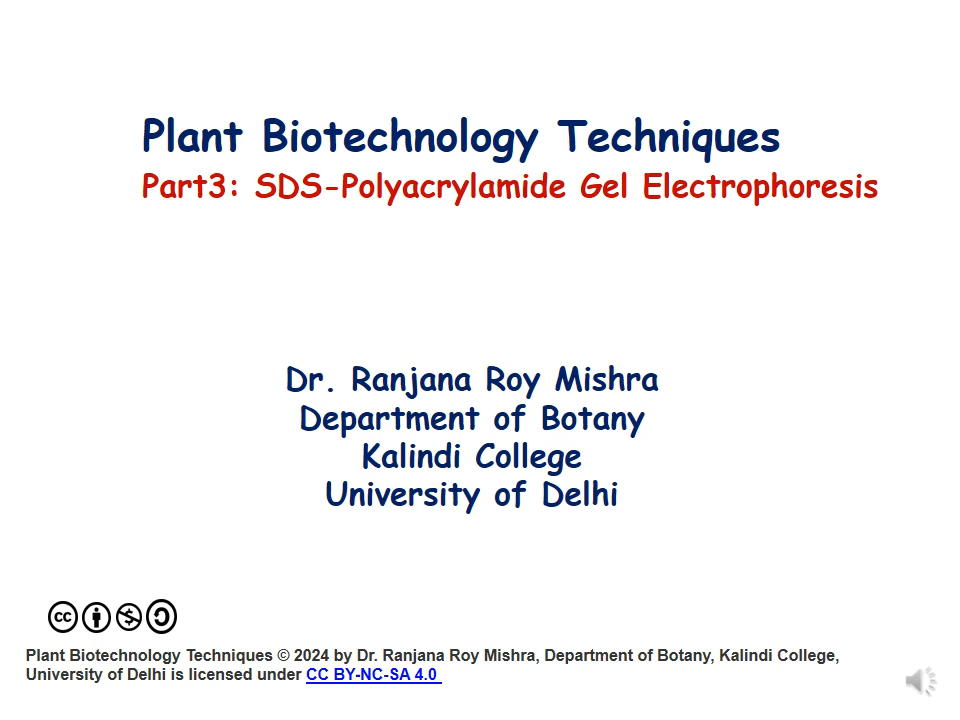 Plant Biotechnology Techniques
Part3: SDS-Polyacrylamide Gel Electrophoresis
Dr. Ranjana Roy Mishra
Department of Botany
Kalindi College
University of Delhi
cc
Plant Biotechnology Techniques © 2024 by Dr. Ranjana Roy Mishra, Department of Botany, Kalindi College,
University of Delhi is licensed under CC BY-NC-SA 4.0